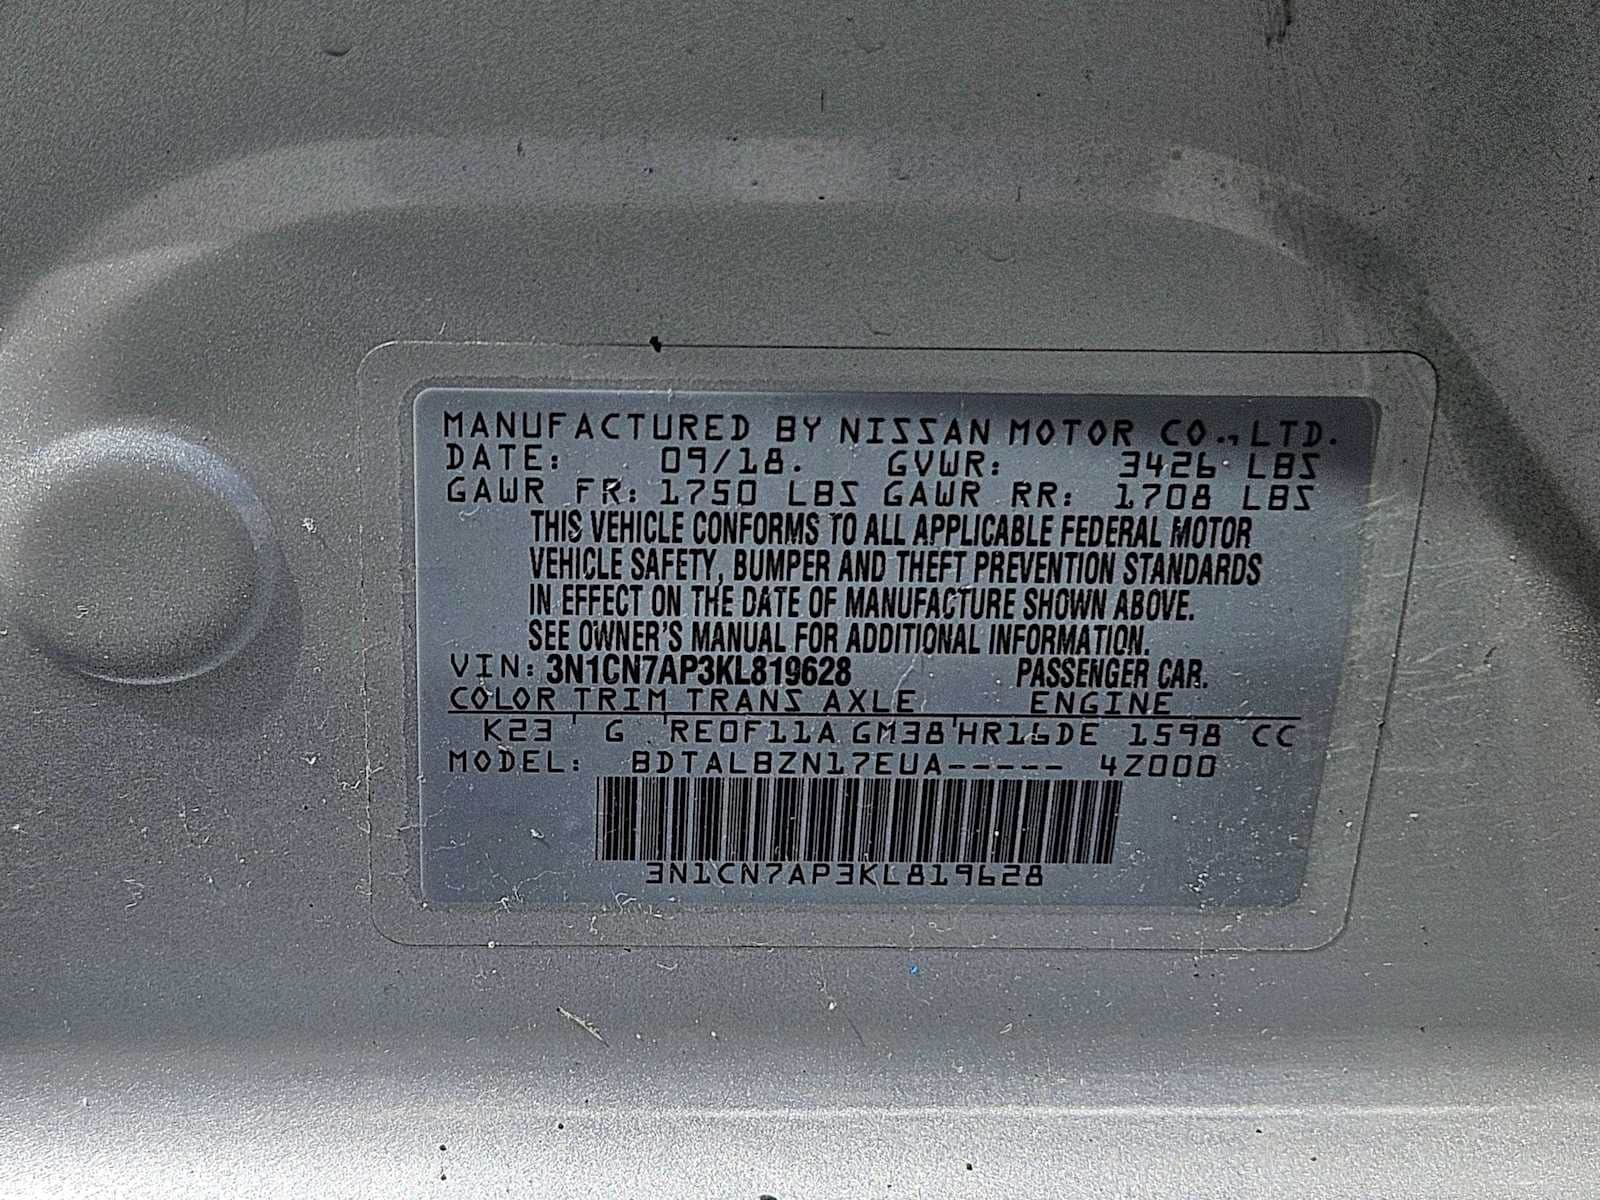 MANUFACTURED BY NISSAN MOTOR CO., LTD.
DATE: 09/18. GVWR: 3426 LBS
GAWR FR: 1750 LBS GAWR RR: 1708 LBS
THIS VEHICLE CONFORMS TO ALL APPLICABLE FEDERAL MOTOR
VEHICLE SAFETY, BUMPER AND THEFT PREVENTION STANDARDS
IN EFFECT ON THE DATE OF MANUFACTURE SHOWN ABOVE.
SEE OWNER'S MANUAL FOR ADDITIONAL INFORMATION.
VIN: 3N1CN7AP3KL819628 PASSENGER CAR.
COLOR TRIM TRANS AXLE ENGINE
K23 G RE0F11A GM38 HR16DE 1598 CC
MODEL: BDTALBZN17EUA----- 4Z000
3N1CN7AP3KL819628